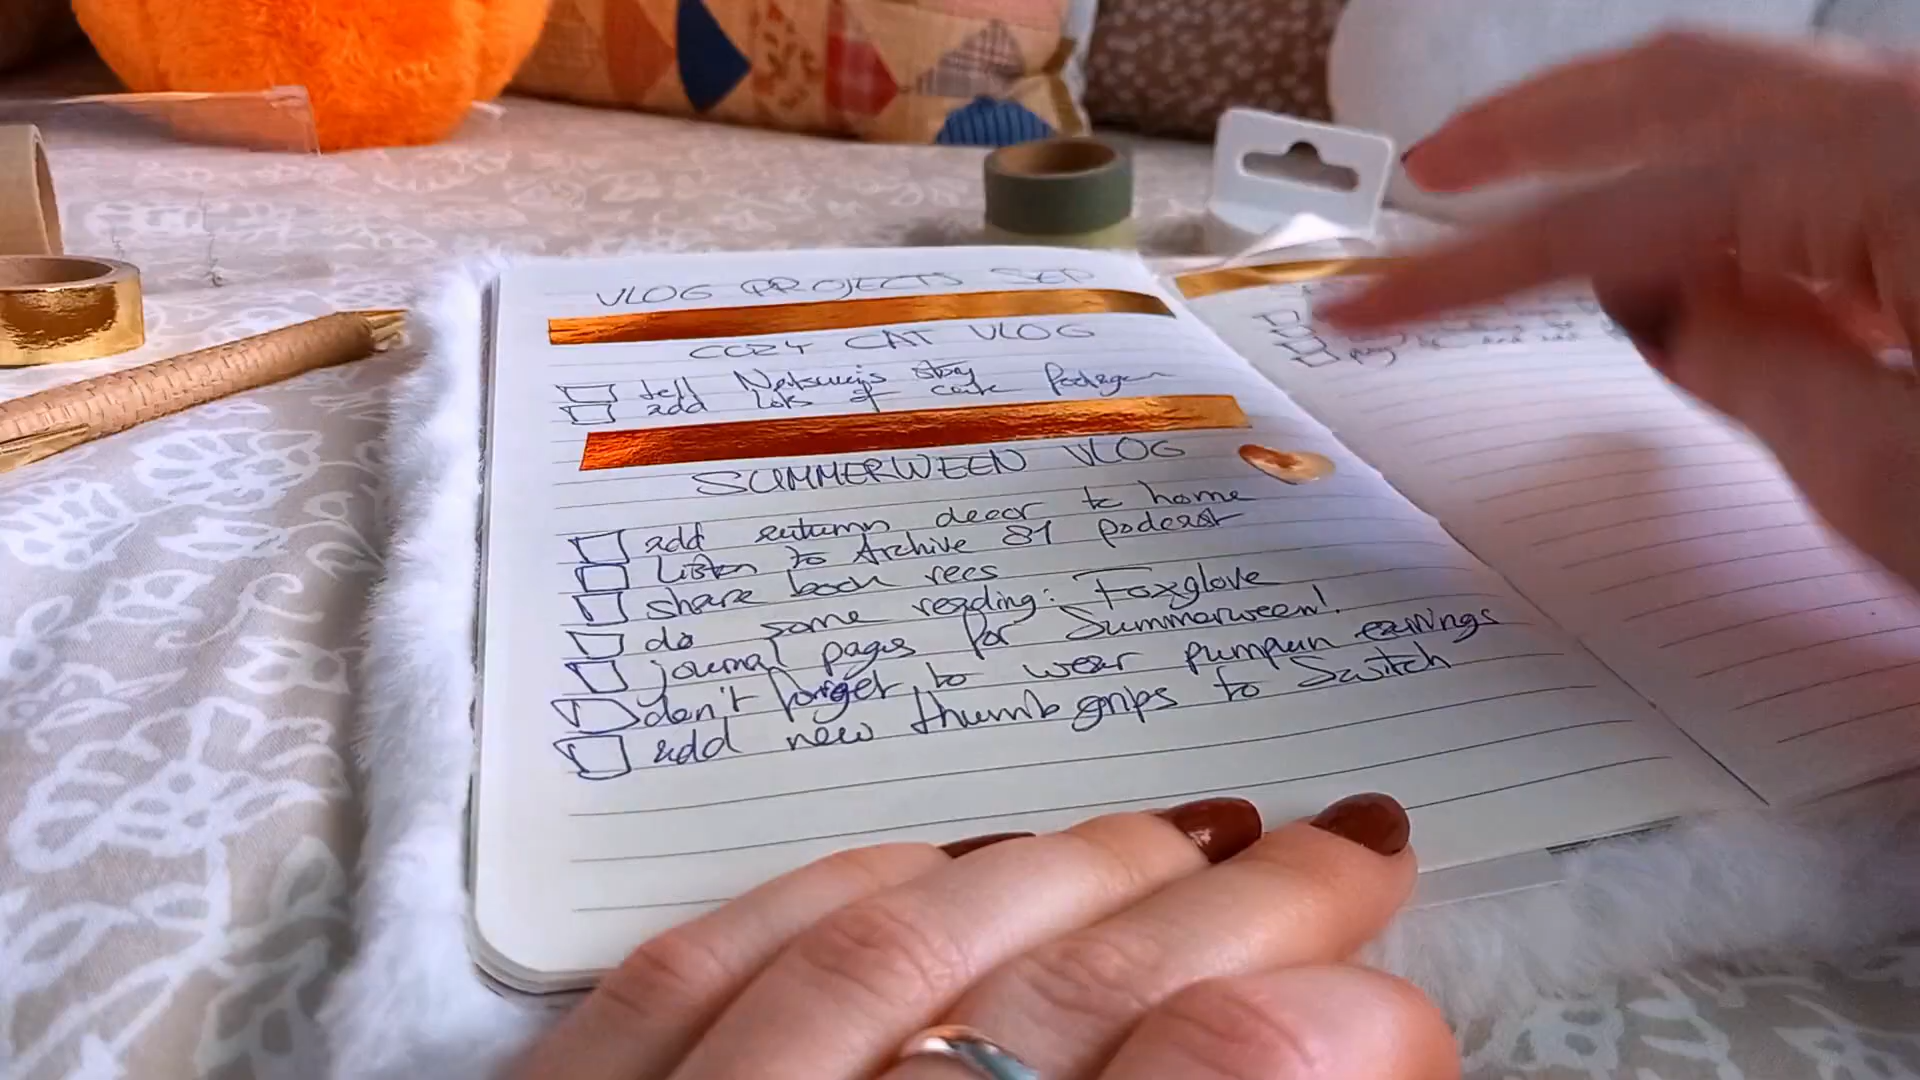 VLOG PROJECTS SEP
COZY CAT VLOG
tell story
add lots of cute footage
SUMMERWEEN VLOG
add autumn decor to home
Listen to Archive 81 podcast
share book recs
do some reading: Foxglove
journal pages for Summerween!
don't forget to wear pumpkin earrings
add new thumb grips to Switch